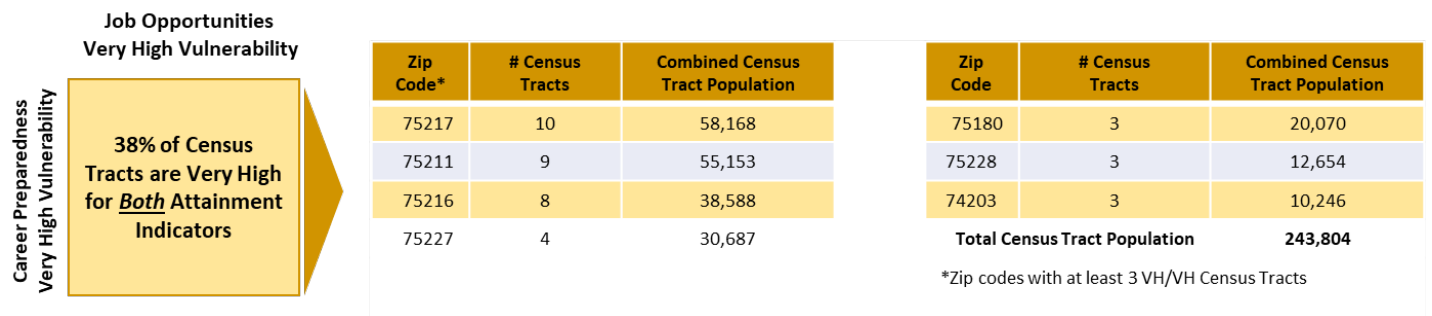 Job Opportunities
Very High Vulnerability
Career Preparedness
Very High Vulnerability
38% of Census
Tracts are Very High
for Both Attainment
Indicators
Zip Code* # Census Tracts Combined Census Tract Population
75217 10 58,168
75211 9 55,153
75216 8 38,588
75227 4 30,687
Zip Code # Census Tracts Combined Census Tract Population
75180 3 20,070
75228 3 12,654
74203 3 10,246
Total Census Tract Population 243,804
*Zip codes with at least 3 VH/VH Census Tracts